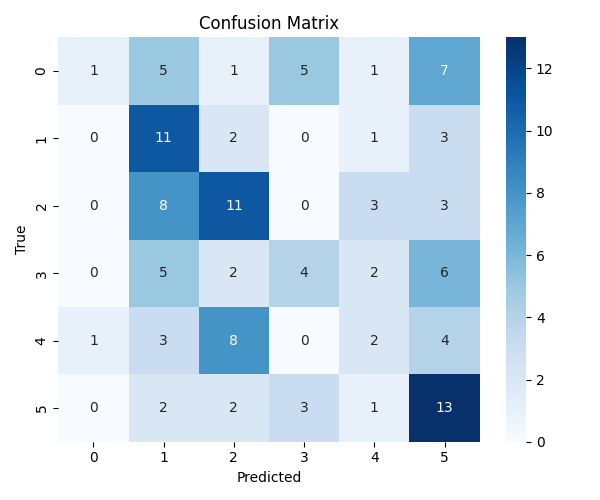 Confusion Matrix
0 1 5 1 5 1 7
1 0 11 2 0 1 3
2 0 8 11 0 3 3
3 0 5 2 4 2 6
4 1 3 8 0 2 4
5 0 2 2 3 1 13
0 1 2 3 4 5
Predicted
True
12
10
8
6
4
2
0